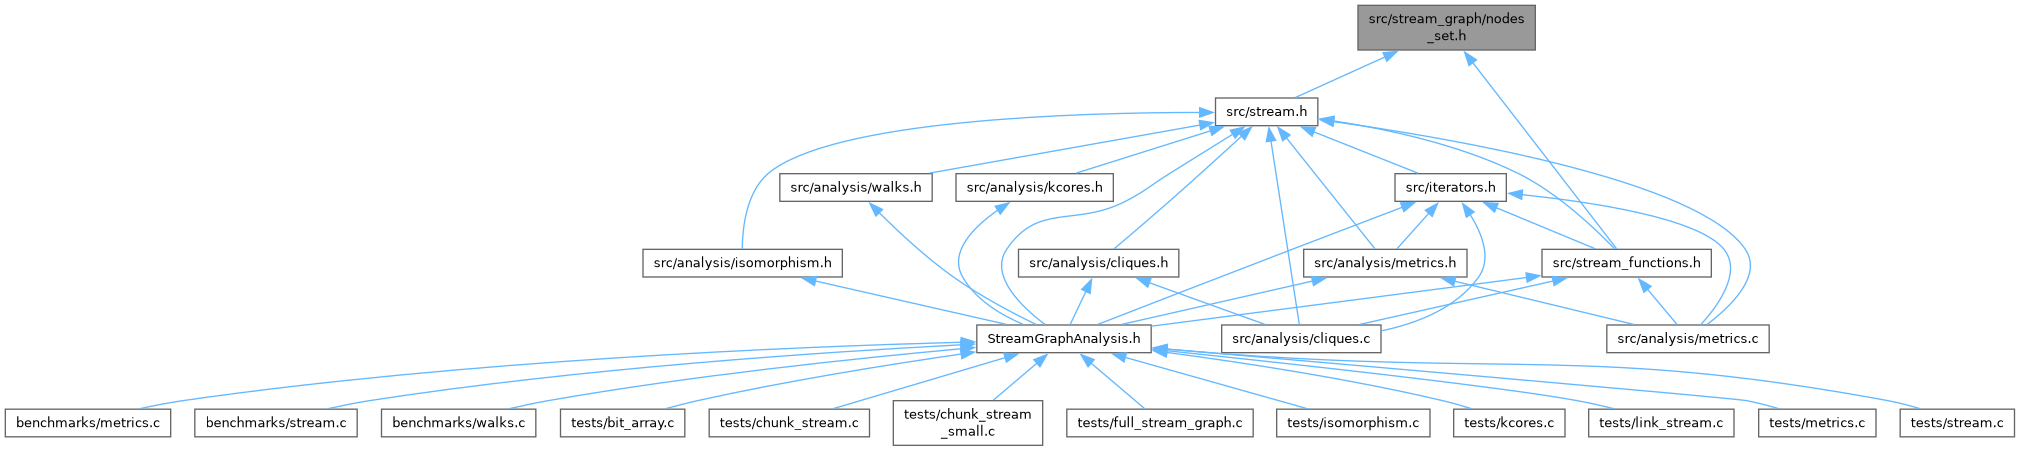 src/stream_graph/nodes
_set.h
src/stream.h
src/analysis/walks.h
src/analysis/kcores.h
src/iterators.h
src/analysis/isomorphism.h
src/analysis/cliques.h
src/analysis/metrics.h
src/stream_functions.h
StreamGraphAnalysis.h
src/analysis/cliques.c
src/analysis/metrics.c
benchmarks/metrics.c
benchmarks/stream.c
benchmarks/walks.c
tests/bit_array.c
tests/chunk_stream.c
tests/chunk_stream
_small.c
tests/full_stream_graph.c
tests/isomorphism.c
tests/kcores.c
tests/link_stream.c
tests/metrics.c
tests/stream.c